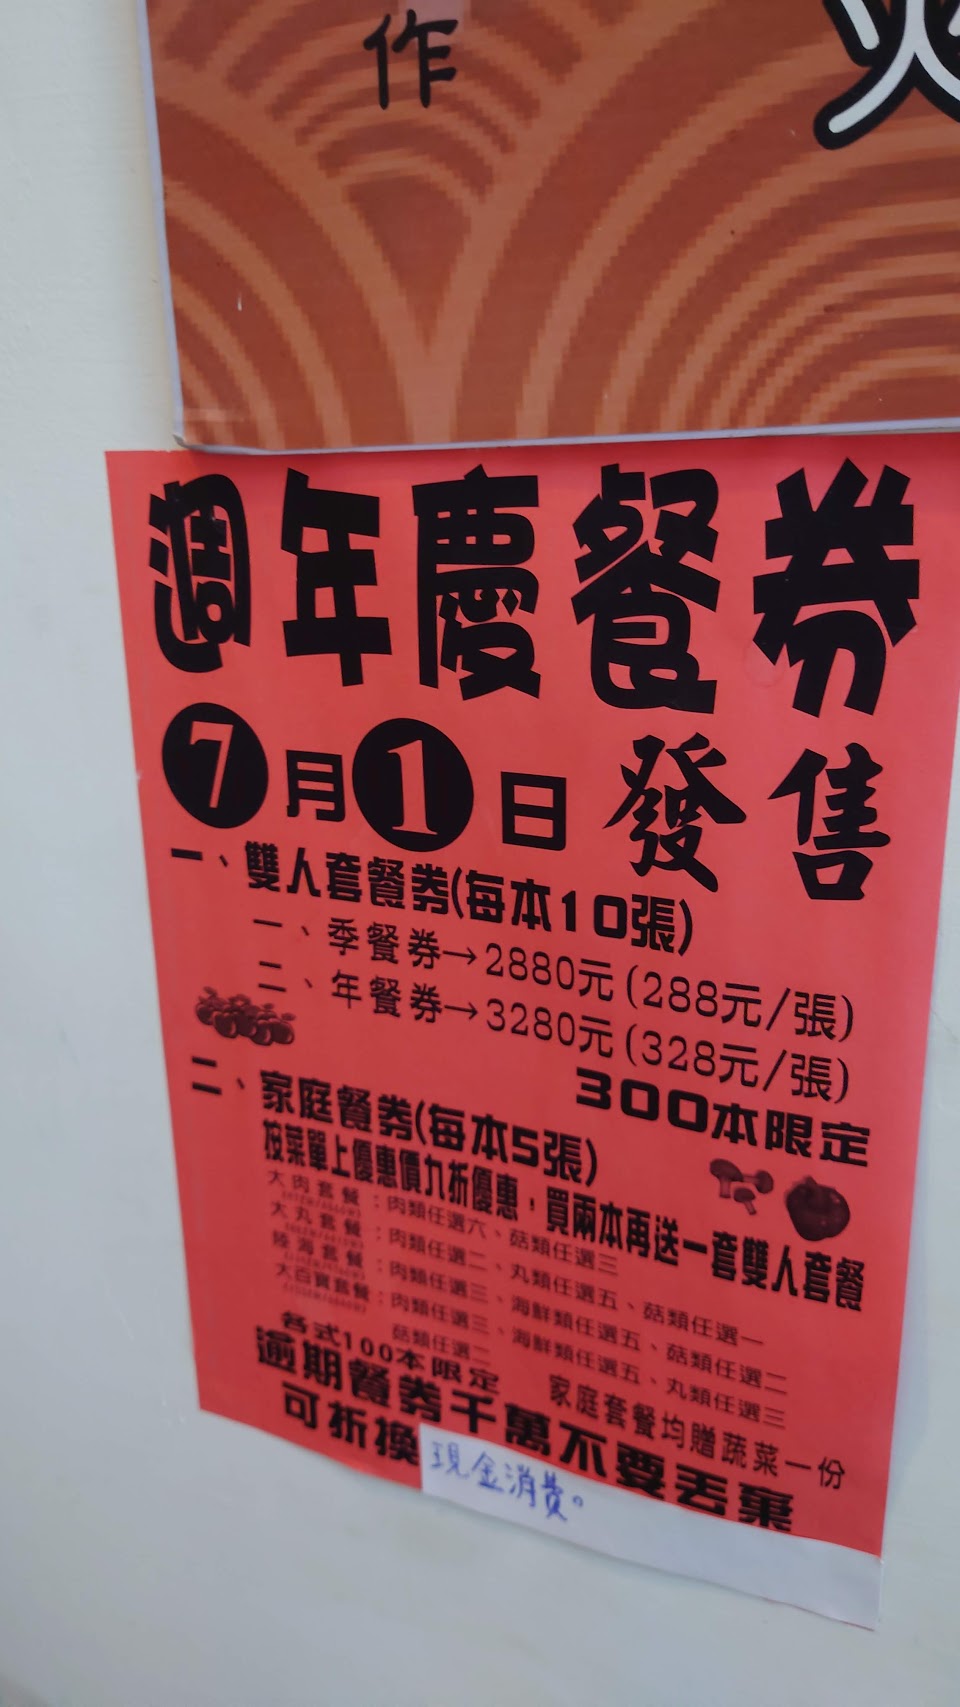 作
火
週年慶餐券
7月1日發售
一、雙人套餐券(每本10張)
一、季餐券→2880元(288元/張)
二、年餐券→3280元(328元/張)
300本限定
二、家庭餐券(每本5張)
按菜單上優惠價九折優惠，買兩本再送一套雙人套餐
大肉套餐：肉類任選六、菇類任選三
大丸套餐：肉類任選二、丸類任選五、菇類任選一
陸海套餐：肉類任選三、海鮮類任選五、菇類任選二
大百寶套餐：肉類任選三、海鮮類任選五、丸類任選三
菇類任選二
各式100本限定 家庭套餐均贈蔬菜一份
逾期餐券千萬不要丟棄
可折換現金消費。